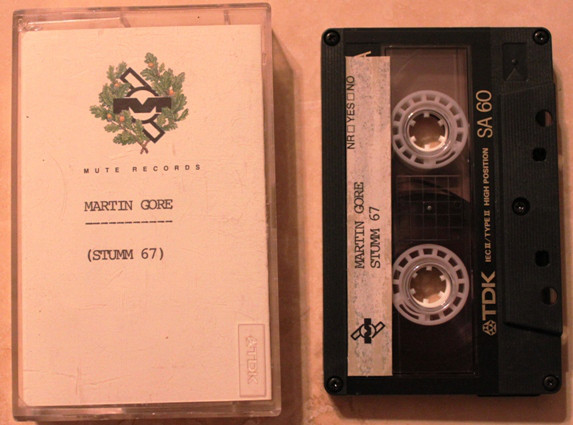 MUTE RECORDS
MARTIN GORE
(STUMM 67)
TDK
NR □ YES □ NO
MARTIN GORE
STUMM 67
A
TDK
IEC II/TYPE II HIGH POSITION
SA 60